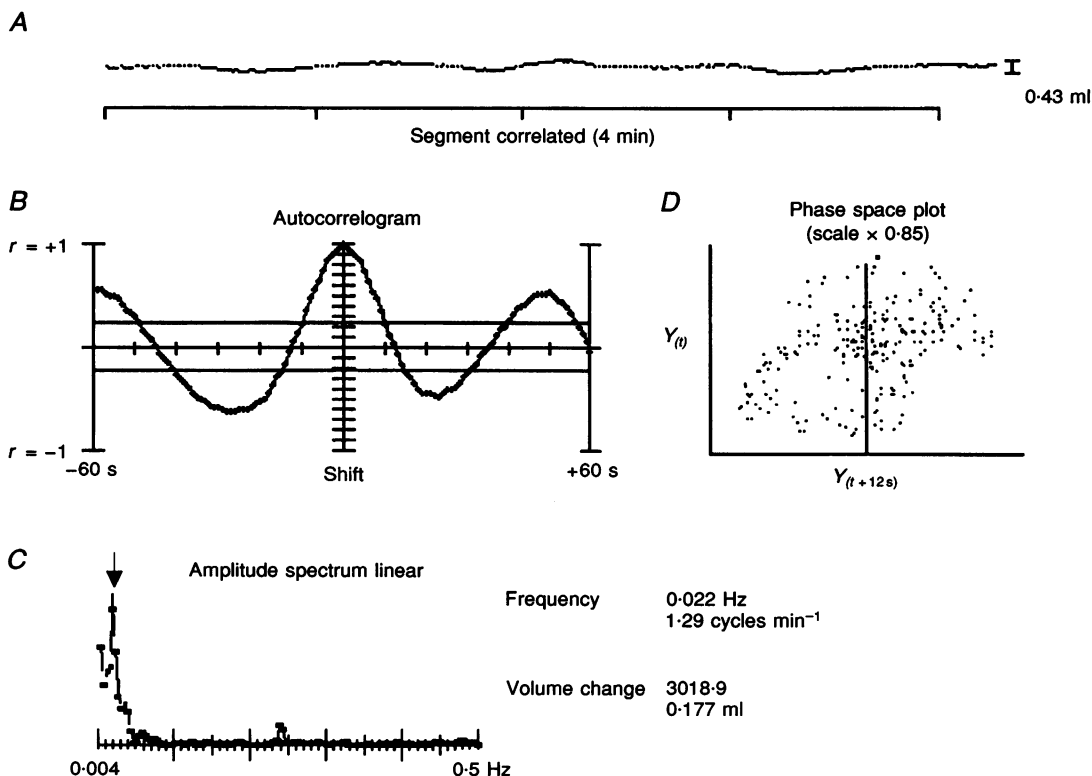 A
0·43 ml
Segment correlated (4 min)
B
Autocorrelogram
r = +1
r = −1
−60 s
Shift
+60 s
D
Phase space plot
(scale × 0·85)
Y(t)
Y(t + 12 s)
C
Amplitude spectrum linear
0·004
0·5 Hz
Frequency 0·022 Hz
1·29 cycles min⁻¹
Volume change 3018·9
0·177 ml